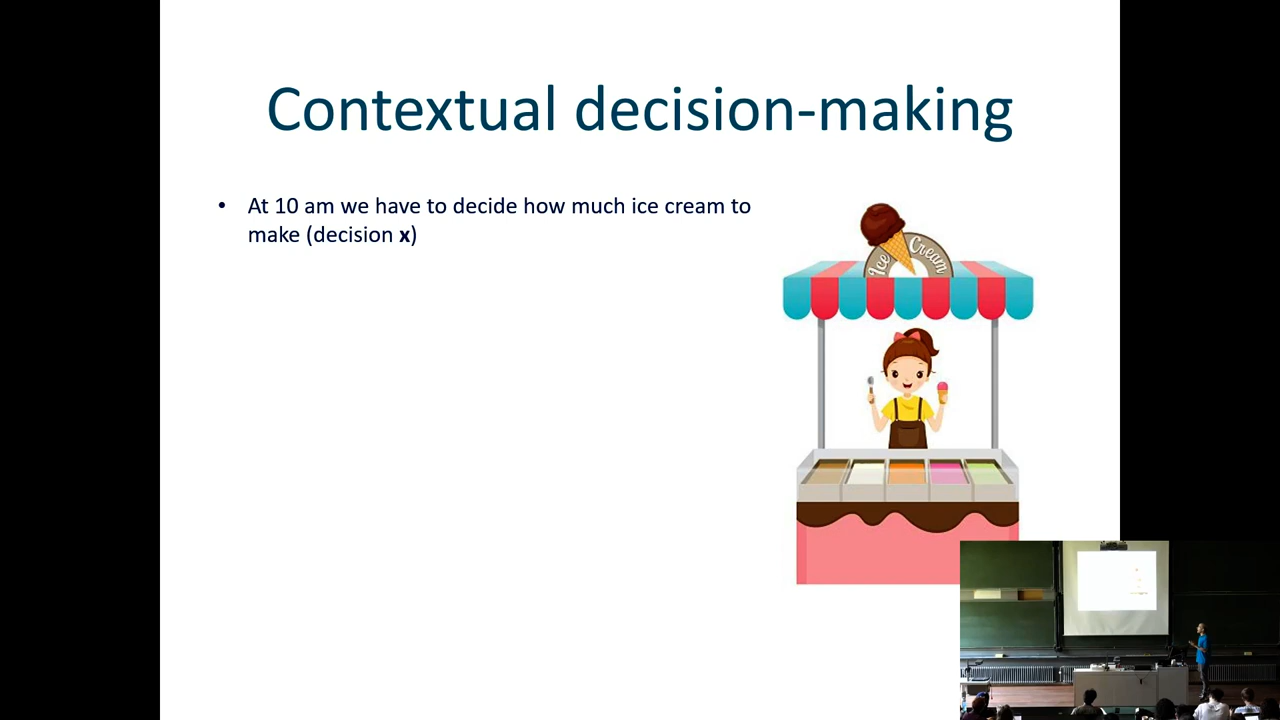 Contextual decision-making
• At 10 am we have to decide how much ice cream to
make (decision x)
Ice Cream